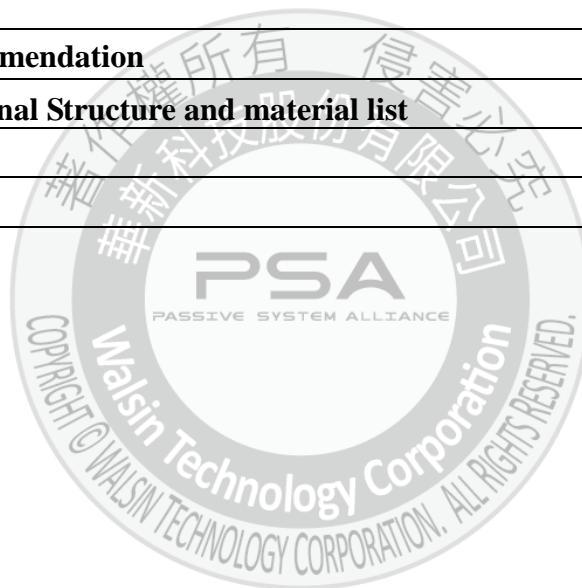 mendation
nal Structure and material list
著作權所有 侵害必究
華新科技股份有限公司
PSA
PASSIVE SYSTEM ALLIANCE
Walsin Technology Corporation
COPYRIGHT © WALSIN TECHNOLOGY CORPORATION. ALL RIGHTS RESERVED.